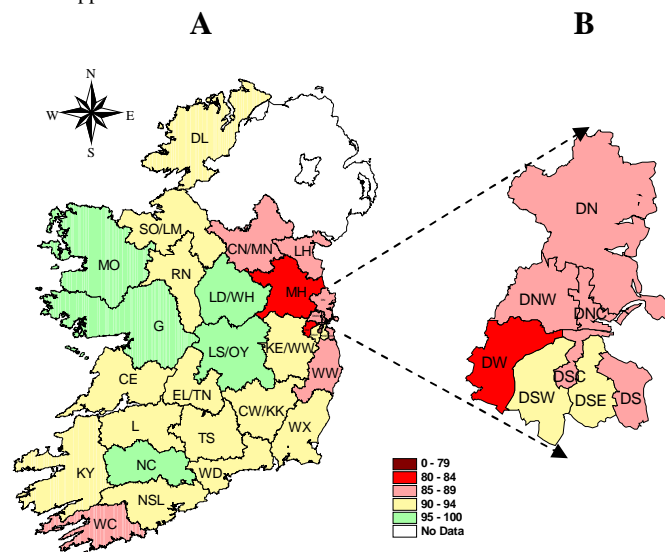 A B
N
W E
S
DL
SO/LM
CN/MN
LH
MO
RN
LD/WH
MH
G
LS/OY
KE/WW
WW
CE
EL/TN
CW/KK
L
TS
WX
KY
NC
WD
NSL
WC
DN
DNW
DNC
DW
DSC
DSW
DSE
DS
0 - 79
80 - 84
85 - 89
90 - 94
95 - 100
No Data